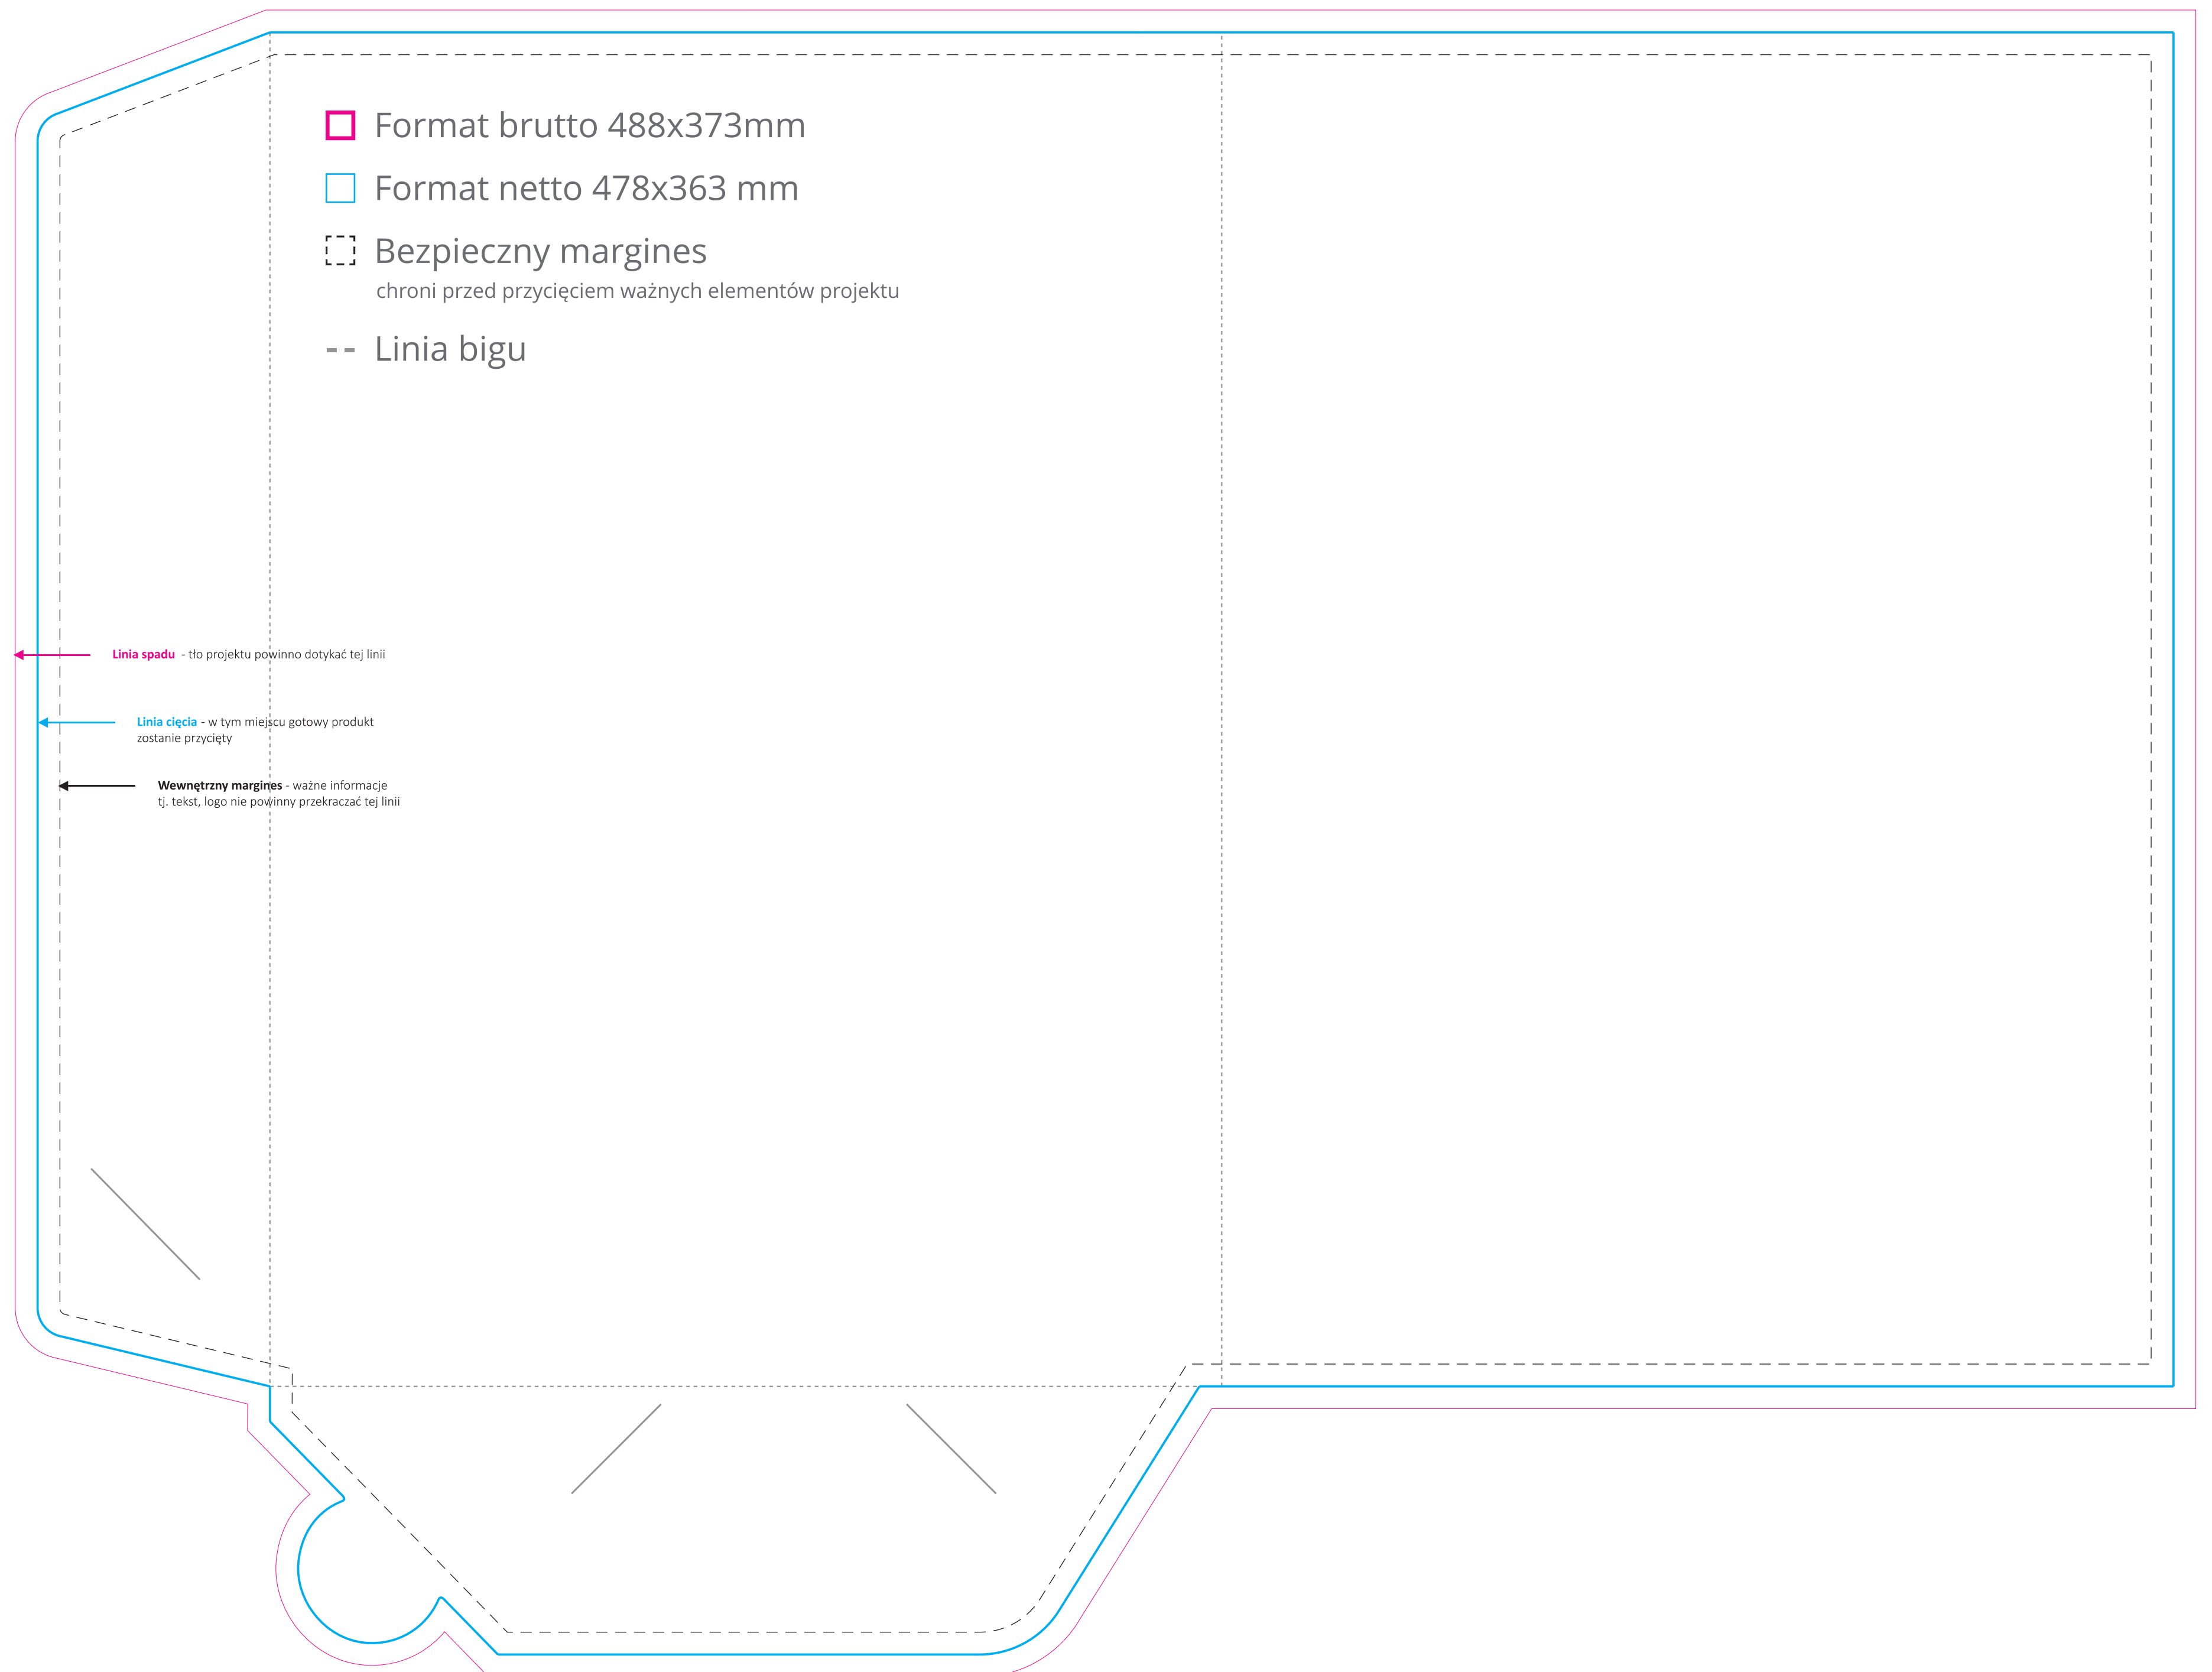 Format brutto 488x373mm
Format netto 478x363 mm
Bezpieczny margines
chroni przed przycięciem ważnych elementów projektu
Linia bigu
Linia spadu - tło projektu powinno dotykać tej linii
Linia cięcia - w tym miejscu gotowy produkt
zostanie przycięty
Wewnętrzny margines - ważne informacje
tj. tekst, logo nie powinny przekraczać tej linii